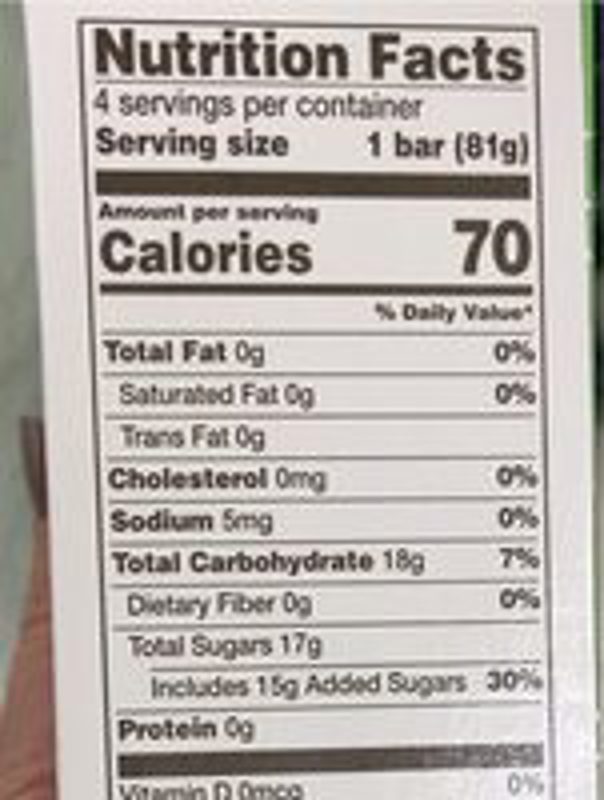 Nutrition Facts
4 servings per container
Serving size 1 bar (81g)
Amount per serving
Calories 70
% Daily Value*
Total Fat 0g 0%
Saturated Fat 0g 0%
Trans Fat 0g
Cholesterol 0mg 0%
Sodium 5mg 0%
Total Carbohydrate 18g 7%
Dietary Fiber 0g 0%
Total Sugars 17g
Includes 15g Added Sugars 30%
Protein 0g
Vitamin D 0mcg 0%